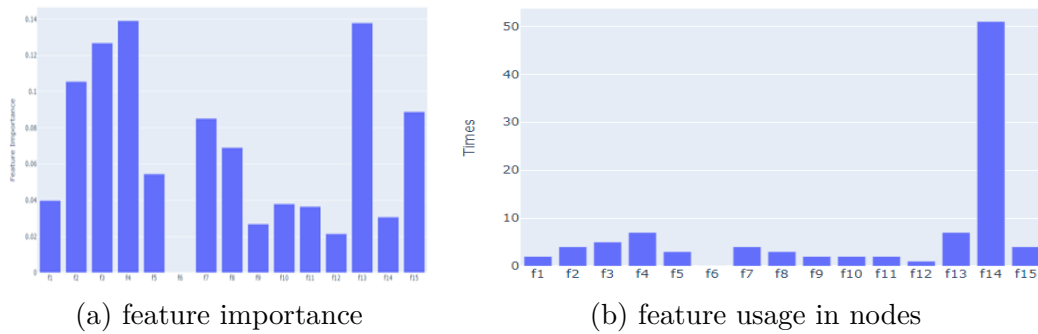 Feature Importance
0.14
0.12
0.1
0.08
0.06
0.04
0.02
0
f1 f2 f3 f4 f5 f6 f7 f8 f9 f10 f11 f12 f13 f14 f15
(a) feature importance
Times
50
40
30
20
10
0
f1 f2 f3 f4 f5 f6 f7 f8 f9 f10 f11 f12 f13 f14 f15
(b) feature usage in nodes